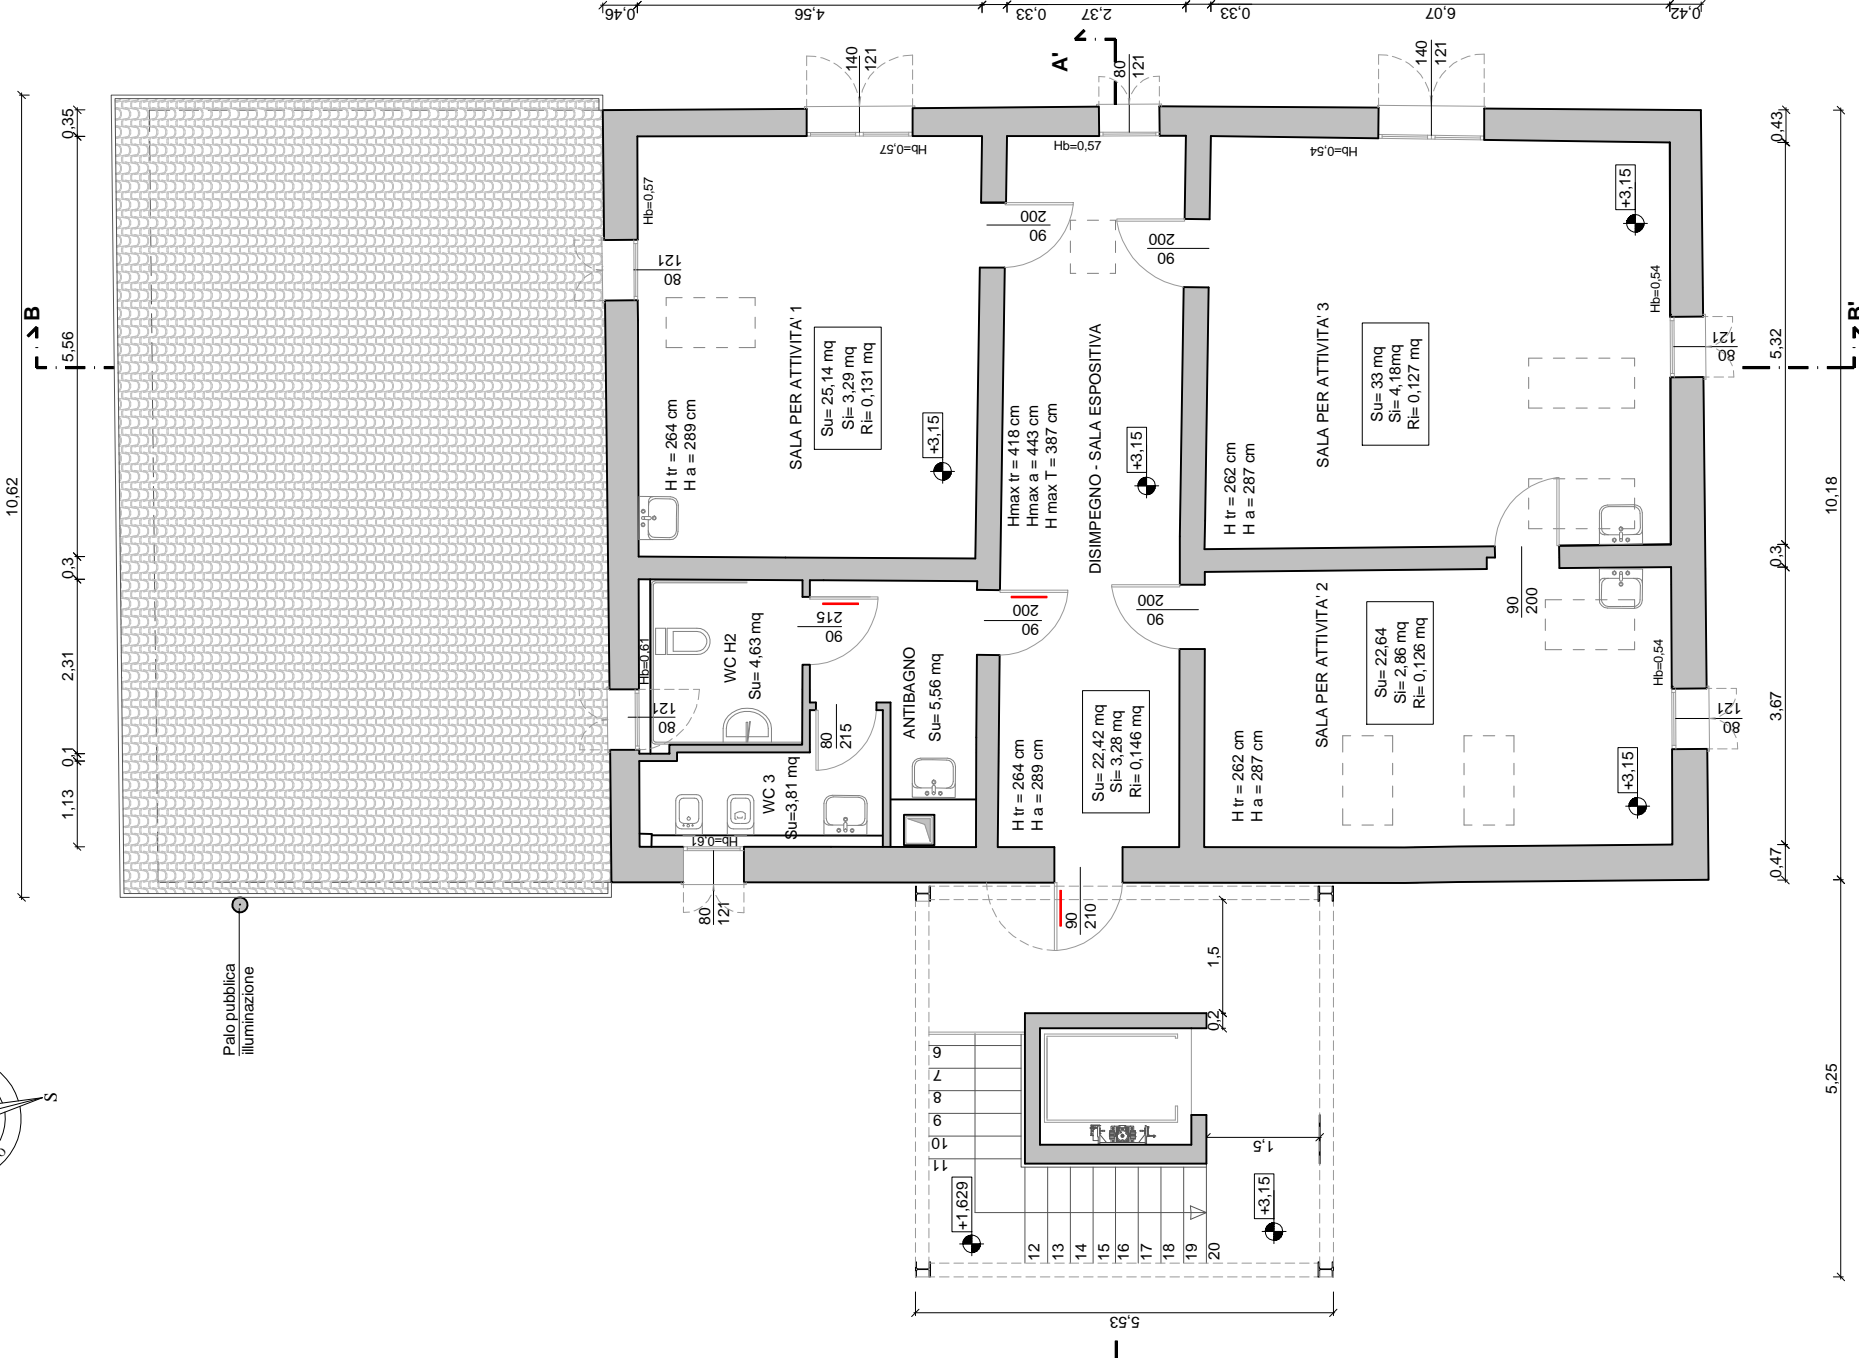 0,46
4,56
0,33
2,37
0,33
6,07
0,42
A'
140
121
80
121
140
121
Hb=0,57
Hb=0,57
Hb=0,54
0,35
5,56
0,3
2,31
0,1
1,13
10,62
B
Hb=0,57
121
80
SALA PER ATTIVITA' 1
Su= 25,14 mq
Si= 3,29 mq
Ri= 0,131 mq
H tr = 264 cm
H a = 289 cm
+3,15
200
90
200
90
Hmax tr = 418 cm
Hmax a = 443 cm
H max T = 387 cm
DISIMPEGNO - SALA ESPOSITIVA
+3,15
SALA PER ATTIVITA' 3
Su= 33 mq
Si= 4,18mq
Ri= 0,127 mq
H tr = 262 cm
H a = 287 cm
+3,15
Hb=0,54
121
80
B'
0,43
5,32
0,3
3,67
0,47
10,18
5,25
Hb=0,61
121
80
WC H2
Su= 4,63 mq
215
90
200
90
200
90
ANTIBAGNO
Su= 5,56 mq
80
215
WC 3
Su=3,81 mq
Hb=0.61
80
121
H tr = 264 cm
H a = 289 cm
Su= 22,42 mq
Si= 3,28 mq
Ri= 0,146 mq
SALA PER ATTIVITA' 2
Su= 22,64
Si= 2,86 mq
Ri= 0,126 mq
H tr = 262 cm
H a = 287 cm
90
200
Hb=0,54
121
80
+3,15
90
210
Palo pubblica
illuminazione
S
1,5
0,2
6
7
8
9
10
11
1,5
+1,629
+3,15
12
13
14
15
16
17
18
19
20
5,53